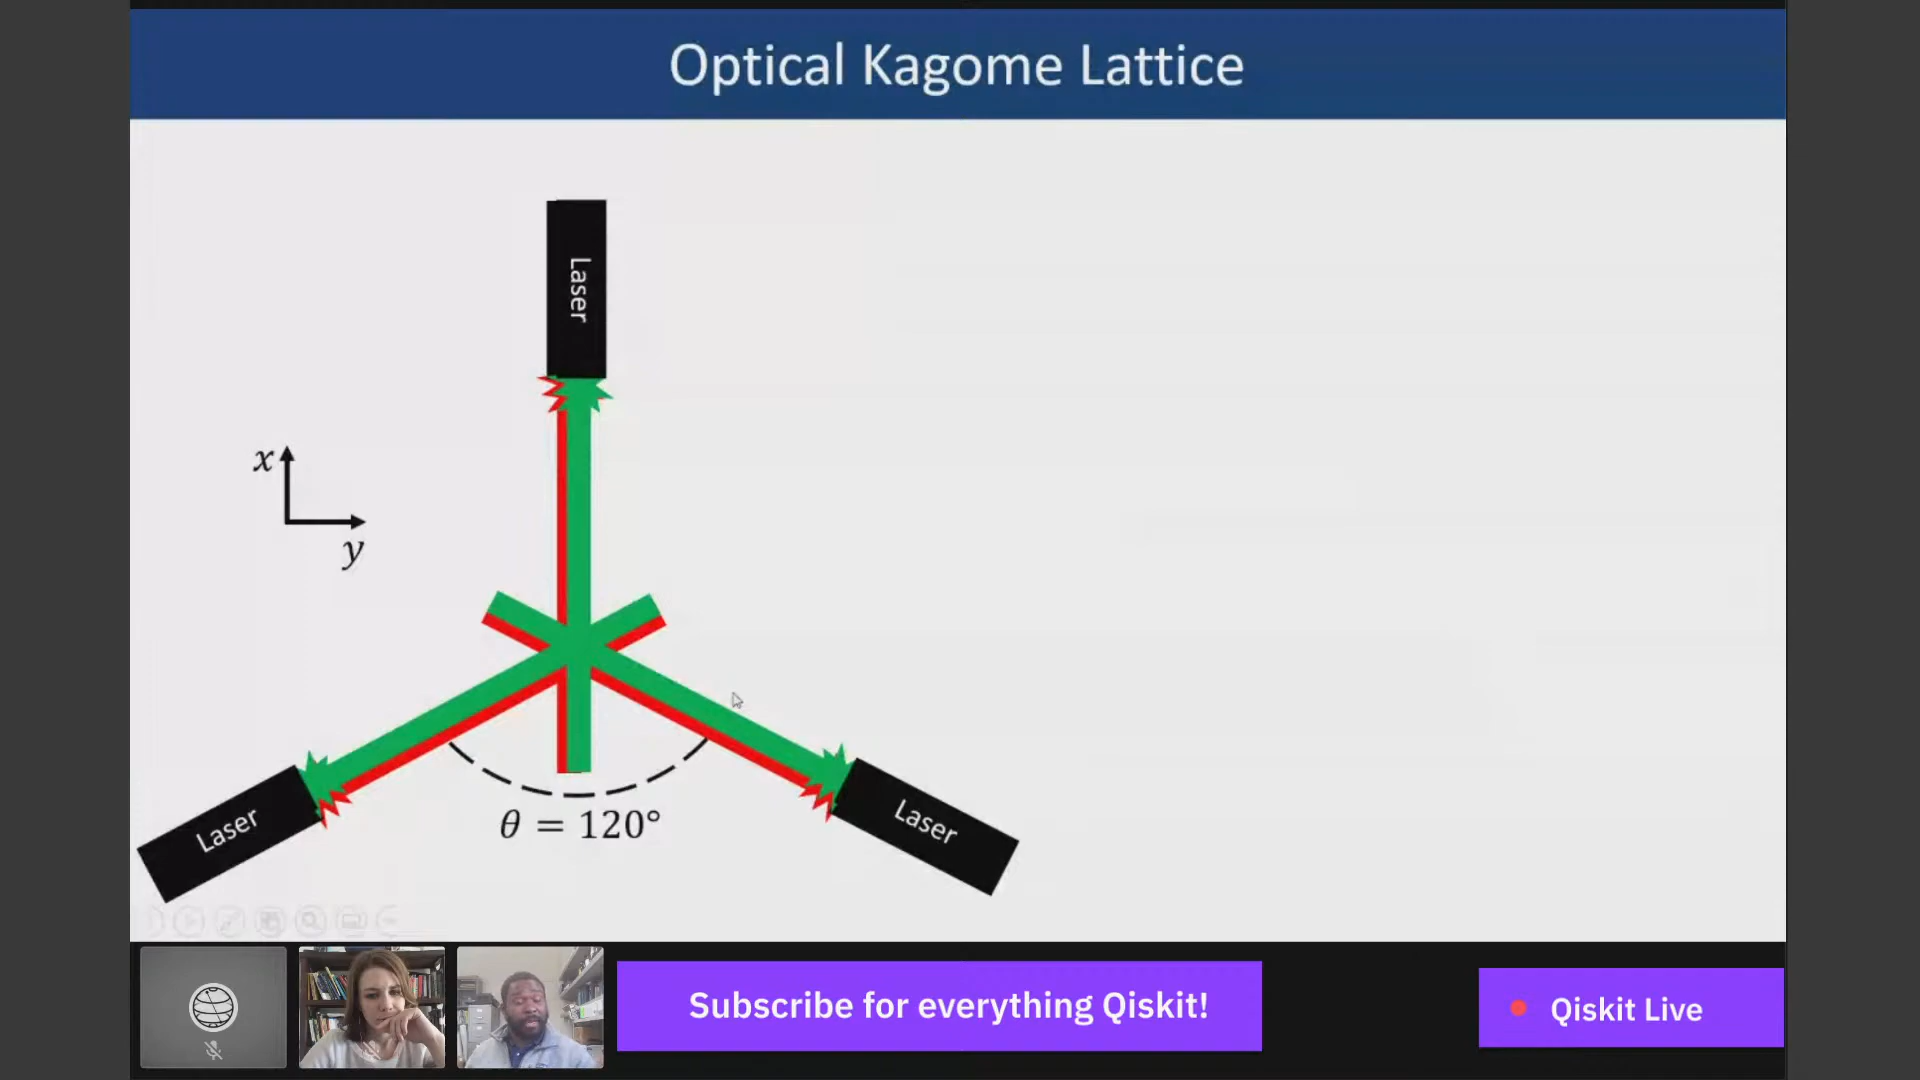 Optical Kagome Lattice
Laser
x
y
θ = 120°
Laser
Laser
Subscribe for everything Qiskit!
Qiskit Live